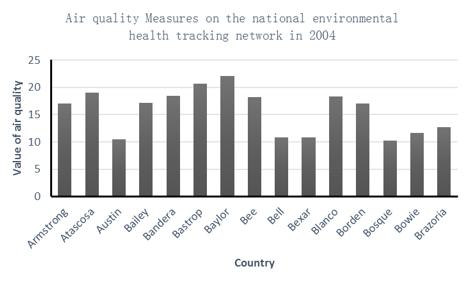 Air quality Measures on the national environmental
health tracking network in 2004
25
20
15
10
5
0
Value of air quality
Armstrong
Atascosa
Austin
Bailey
Bandera
Bastrop
Baylor
Bee
Bell
Bexar
Blanco
Borden
Bosque
Bowie
Brazoria
Country